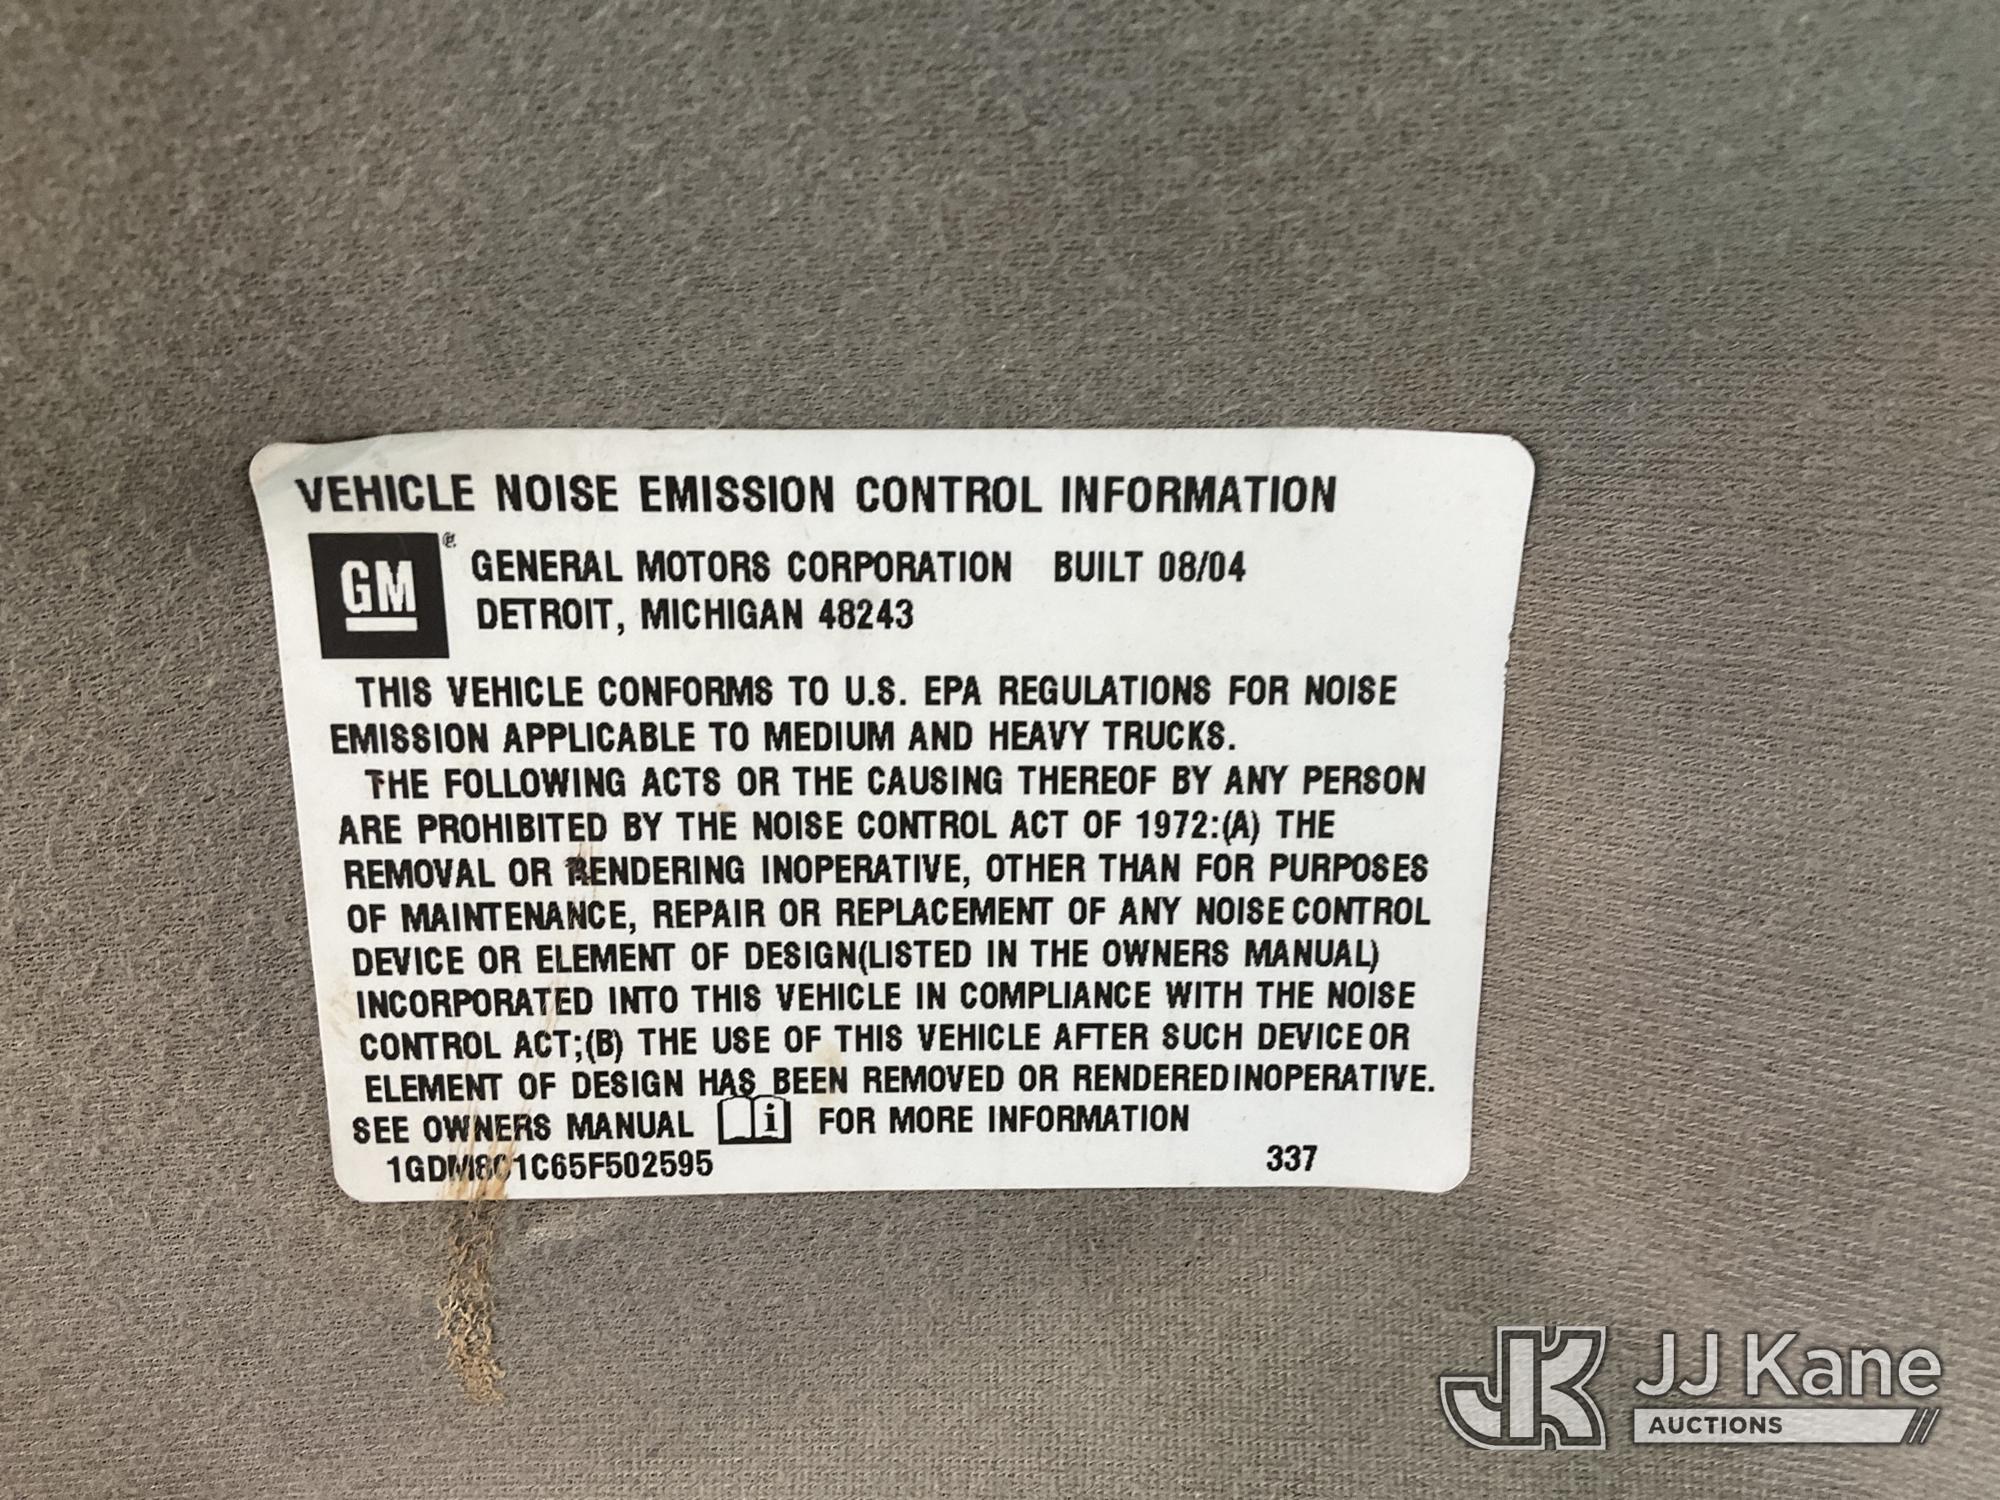 VEHICLE NOISE EMISSION CONTROL INFORMATION
GM
GENERAL MOTORS CORPORATION BUILT 08/04
DETROIT, MICHIGAN 48243
THIS VEHICLE CONFORMS TO U.S. EPA REGULATIONS FOR NOISE
EMISSION APPLICABLE TO MEDIUM AND HEAVY TRUCKS.
THE FOLLOWING ACTS OR THE CAUSING THEREOF BY ANY PERSON
ARE PROHIBITED BY THE NOISE CONTROL ACT OF 1972:(A) THE
REMOVAL OR RENDERING INOPERATIVE, OTHER THAN FOR PURPOSES
OF MAINTENANCE, REPAIR OR REPLACEMENT OF ANY NOISE CONTROL
DEVICE OR ELEMENT OF DESIGN(LISTED IN THE OWNERS MANUAL)
INCORPORATED INTO THIS VEHICLE IN COMPLIANCE WITH THE NOISE
CONTROL ACT;(B) THE USE OF THIS VEHICLE AFTER SUCH DEVICE OR
ELEMENT OF DESIGN HAS BEEN REMOVED OR RENDERED INOPERATIVE.
SEE OWNERS MANUAL i FOR MORE INFORMATION
337
JK JJ Kane
AUCTIONS